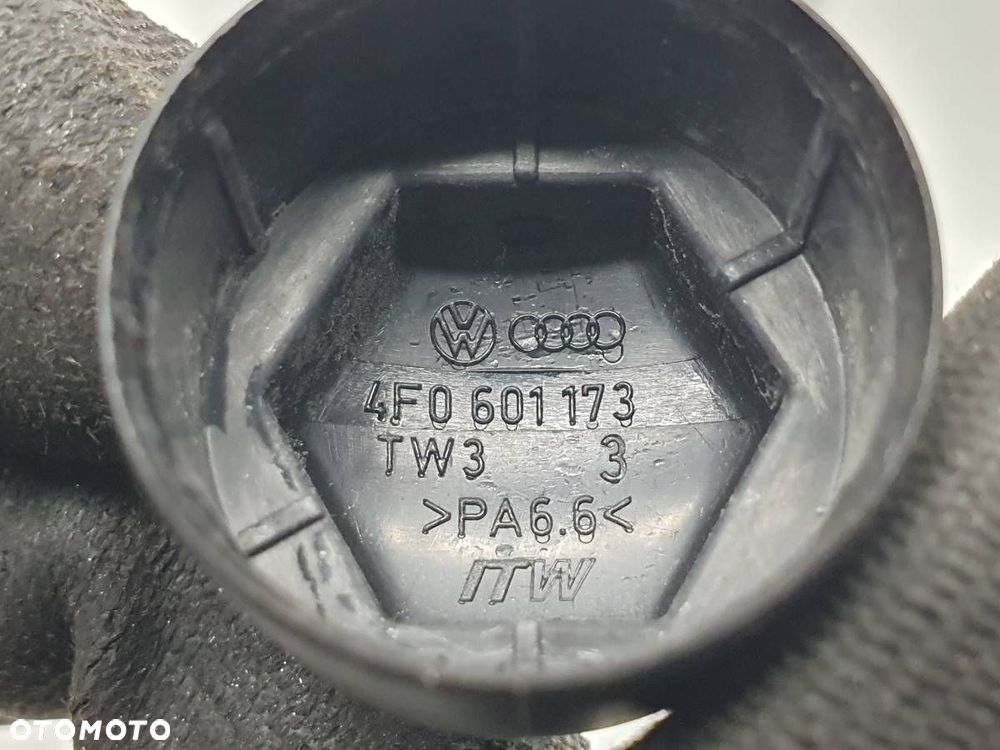 4F0 601 173
TW3 3
>PA6.6<
ITW
OTOMOTO